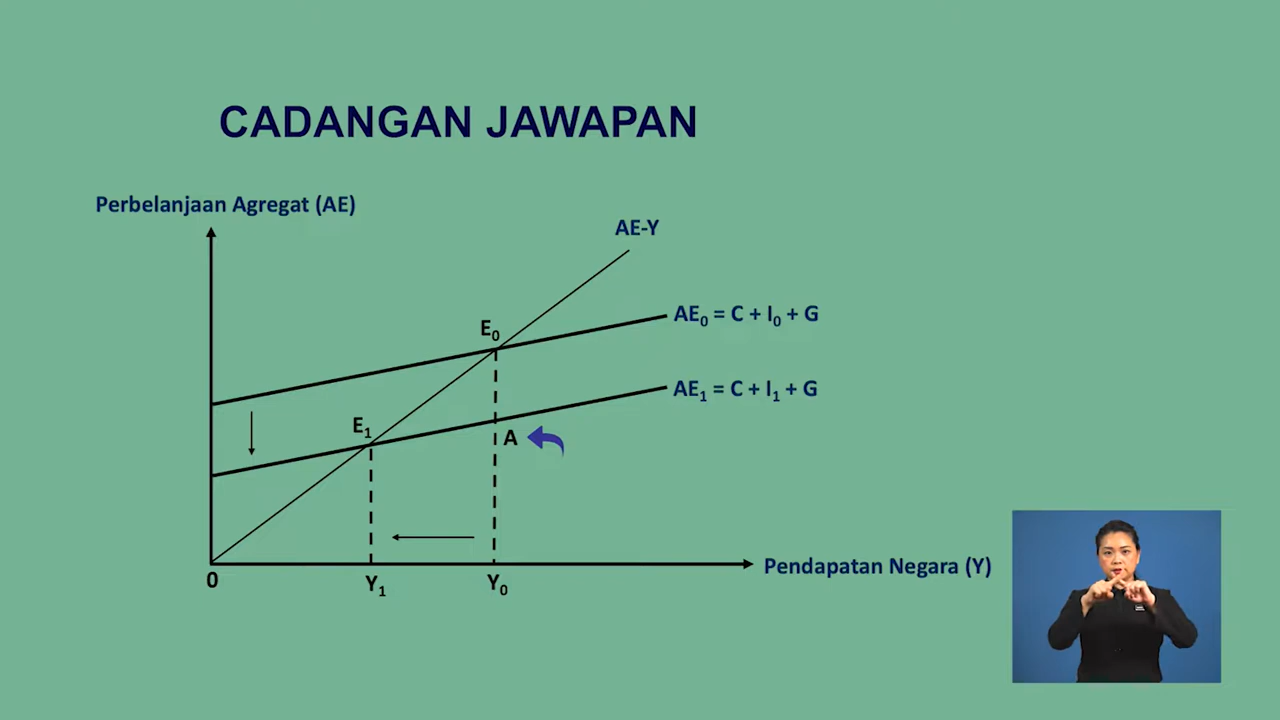 CADANGAN JAWAPAN
Perbelanjaan Agregat (AE)
AE-Y
AE₀ = C + I₀ + G
E₀
AE₁ = C + I₁ + G
E₁
A
0
Y₁
Y₀
Pendapatan Negara (Y)